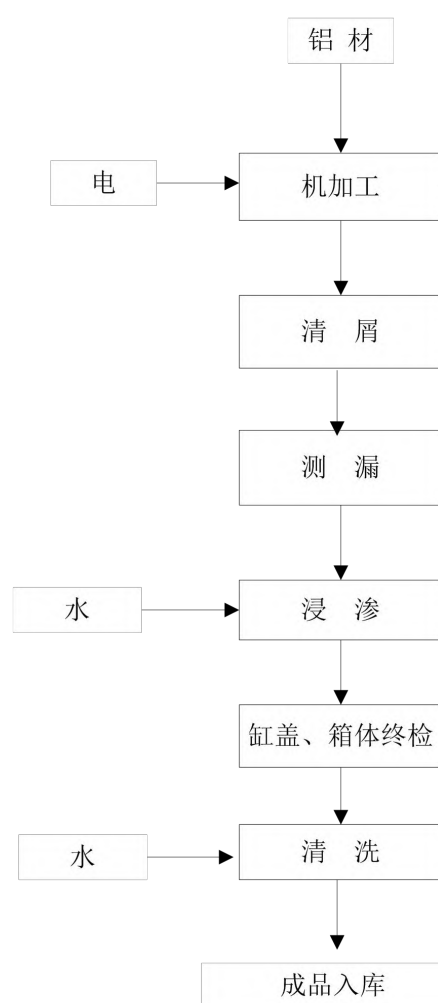 铝 材
电
机加工
清 屑
测 漏
水
浸 渗
缸盖、箱体终检
水
清 洗
成品入库